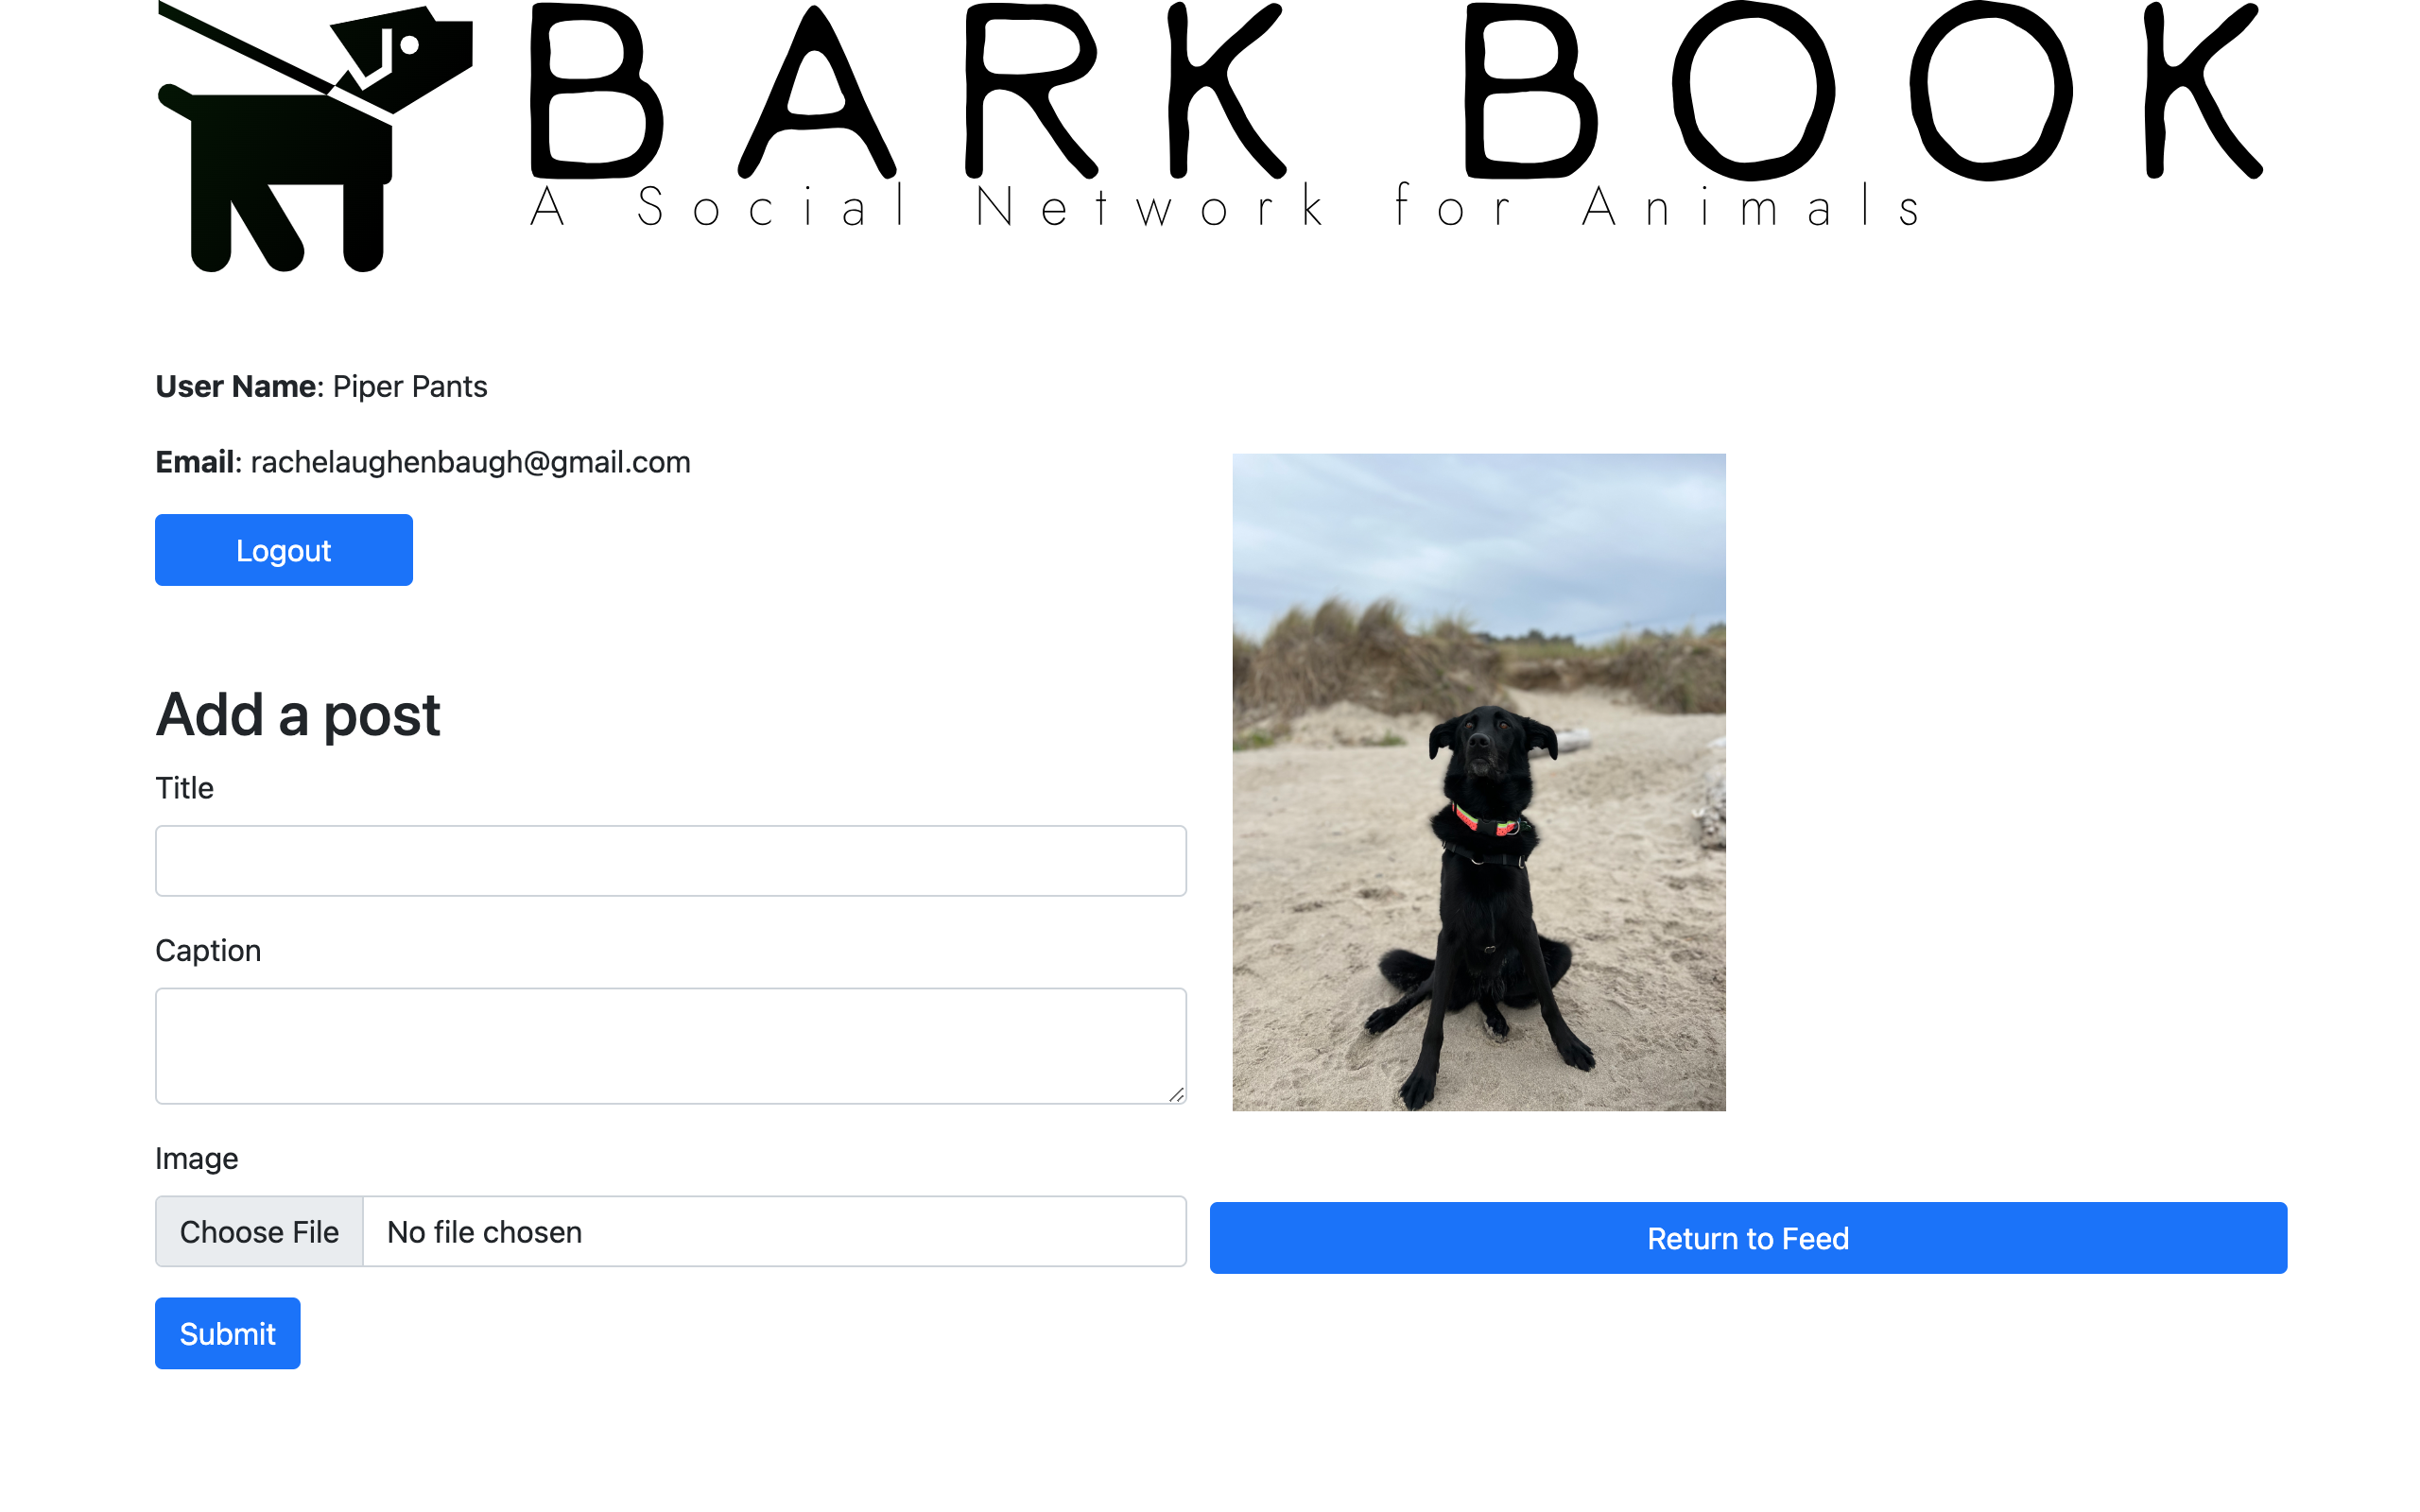 BARK BOOK
A Social Network for Animals
User Name: Piper Pants
Email: rachelaughenbaugh@gmail.com
Logout
Add a post
Title
Caption
Image
Choose File No file chosen
Return to Feed
Submit